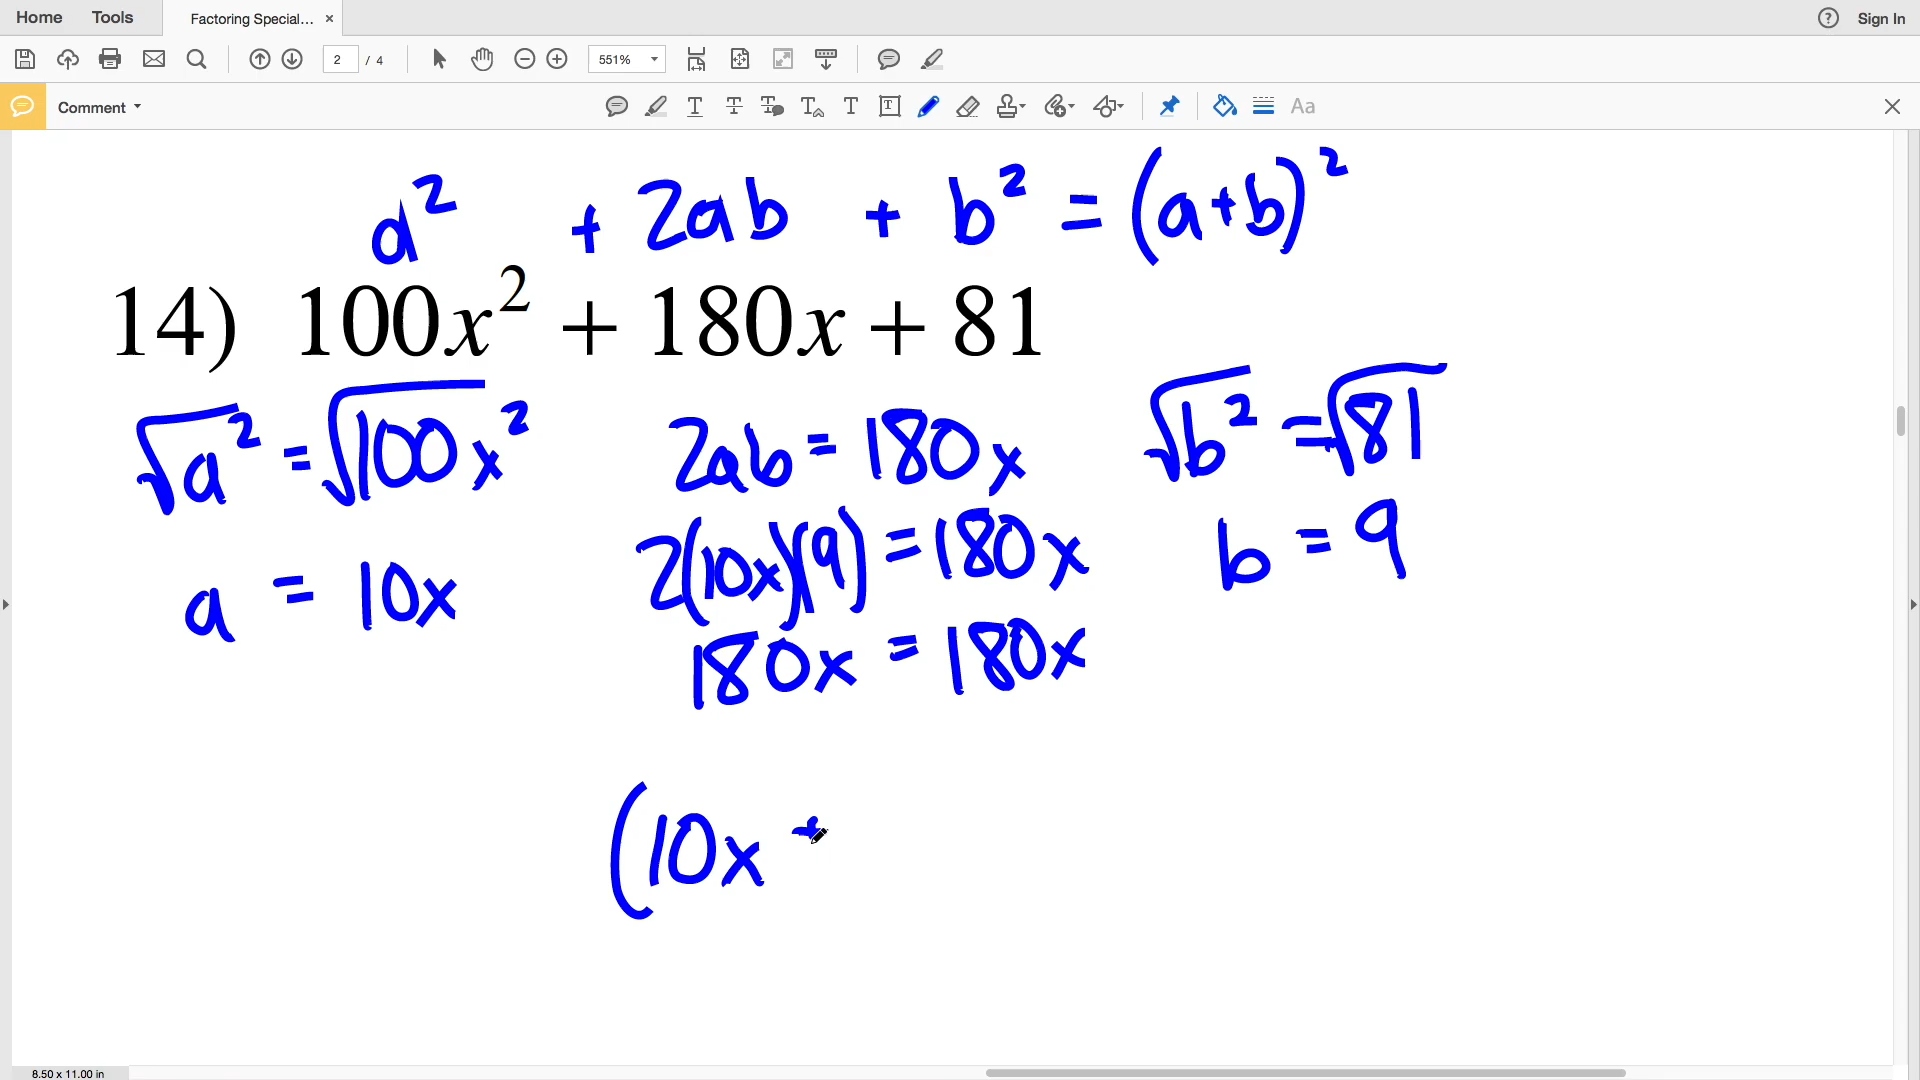 Home Tools Factoring Special... × Sign In
2 / 4 551%
Comment Aa
a² + 2ab + b² = (a+b)²
14) 100x² + 180x + 81
√a² = √100x² 2ab = 180x √b² = √81
a = 10x 2(10x)(9) = 180x b = 9
180x = 180x
(10x +
8.50 x 11.00 in